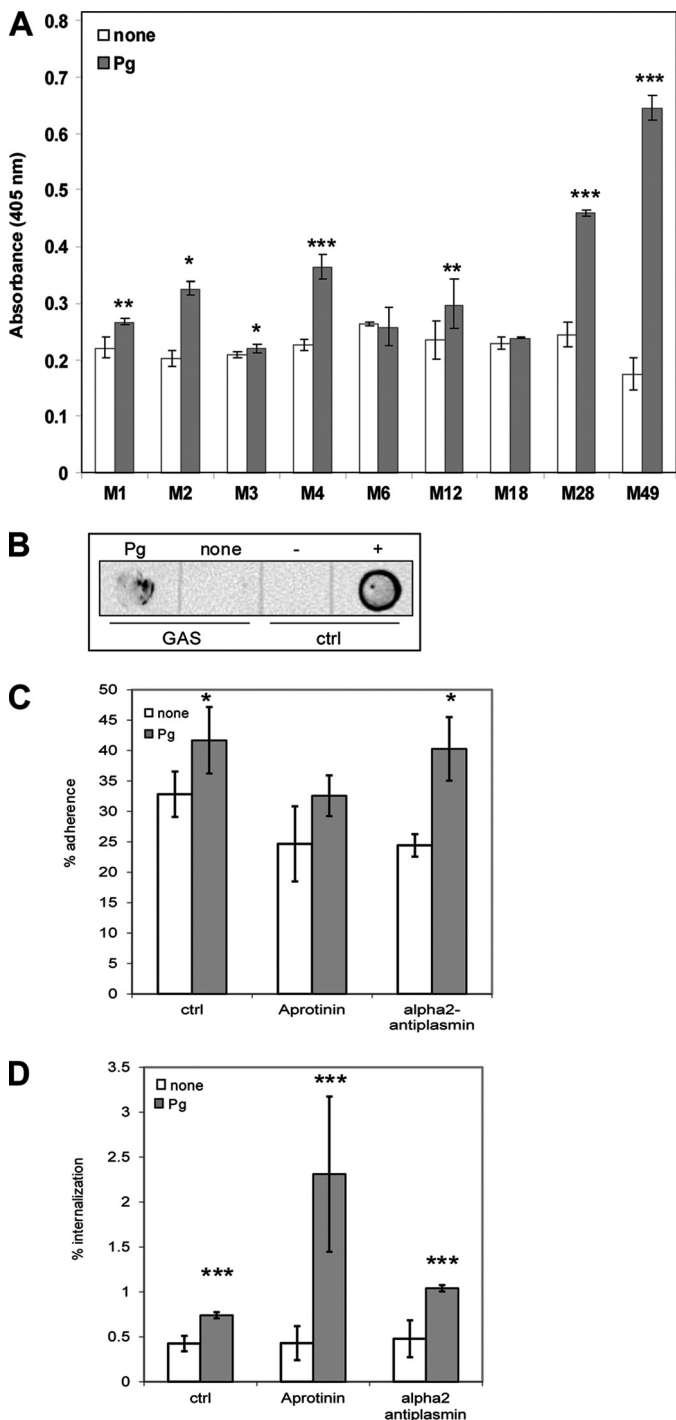 A
none
Pg
Absorbance (405 nm)
0.8
0.7
0.6
0.5
0.4
0.3
0.2
0.1
0
**
*
*
***
**
***
***
M1 M2 M3 M4 M6 M12 M18 M28 M49
B
Pg none - +
GAS ctrl
C
none
Pg
% adherence
50
45
40
35
30
25
20
15
10
5
0
*
*
ctrl Aprotinin alpha2-
antiplasmin
D
none
Pg
% internalization
3.5
3
2.5
2
1.5
1
0.5
0
***
***
***
ctrl Aprotinin alpha2
antiplasmin